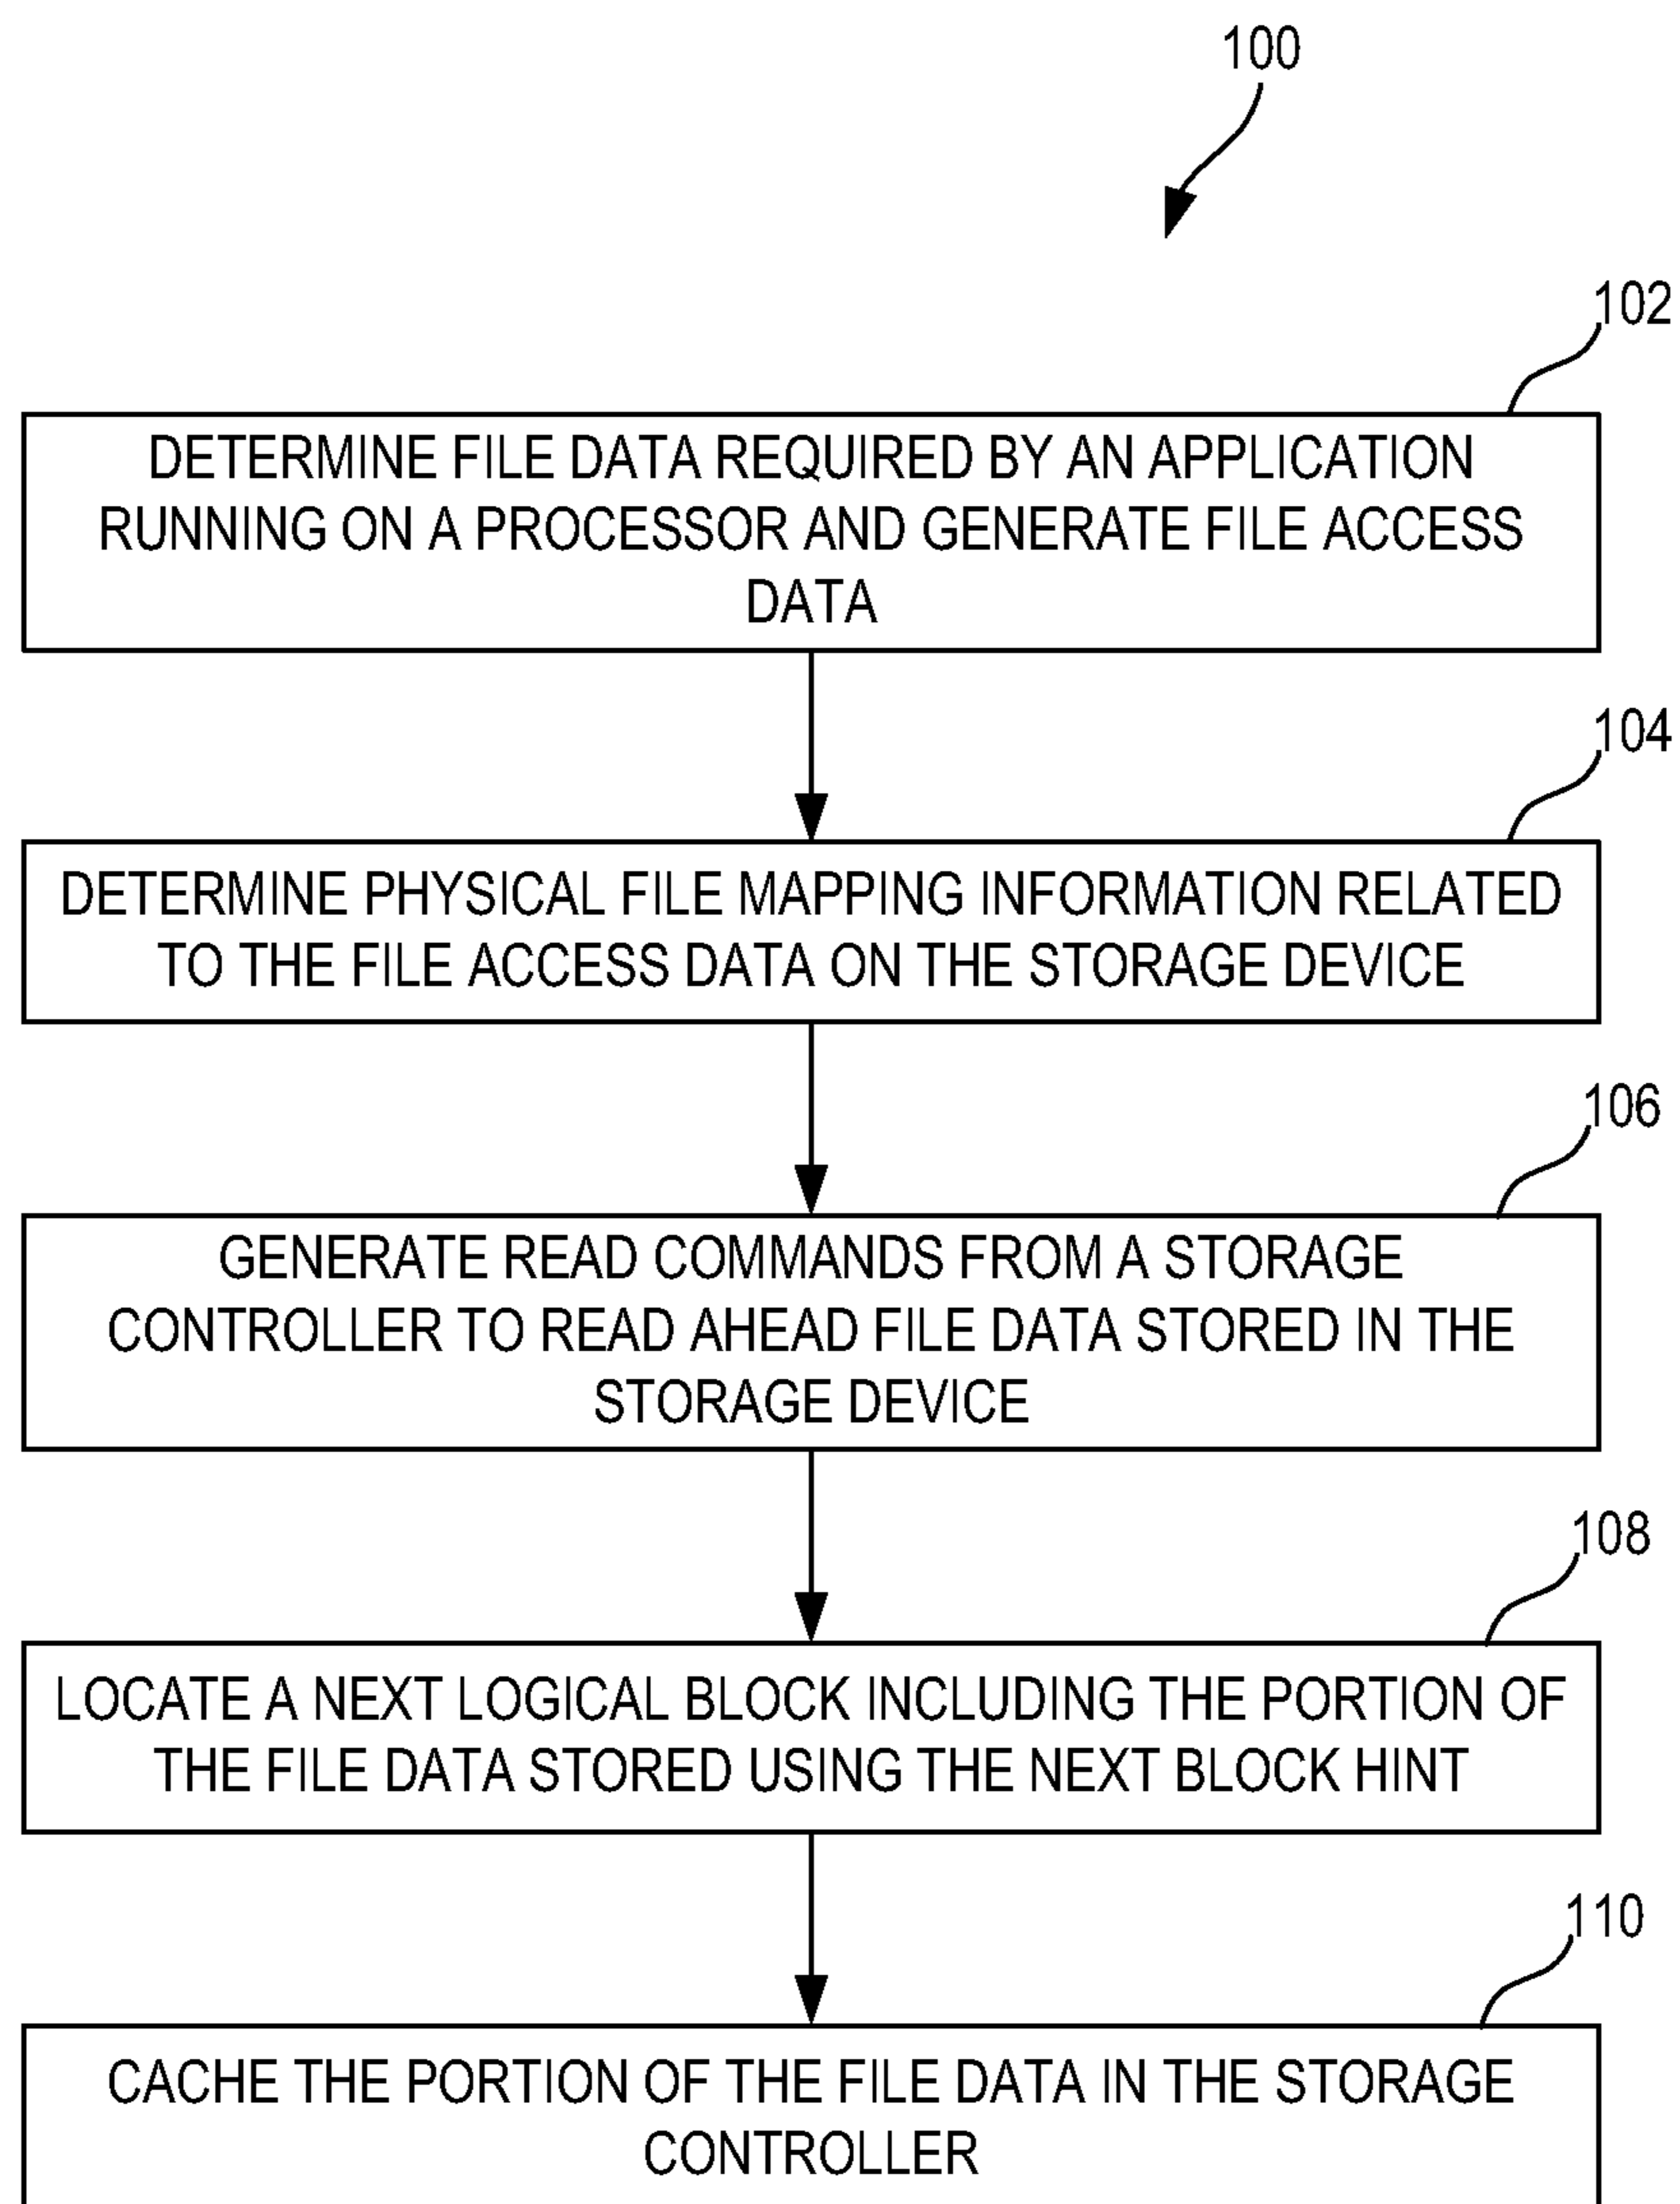 100
102
DETERMINE FILE DATA REQUIRED BY AN APPLICATION
RUNNING ON A PROCESSOR AND GENERATE FILE ACCESS
DATA
104
DETERMINE PHYSICAL FILE MAPPING INFORMATION RELATED
TO THE FILE ACCESS DATA ON THE STORAGE DEVICE
106
GENERATE READ COMMANDS FROM A STORAGE
CONTROLLER TO READ AHEAD FILE DATA STORED IN THE
STORAGE DEVICE
108
LOCATE A NEXT LOGICAL BLOCK INCLUDING THE PORTION OF
THE FILE DATA STORED USING THE NEXT BLOCK HINT
110
CACHE THE PORTION OF THE FILE DATA IN THE STORAGE
CONTROLLER